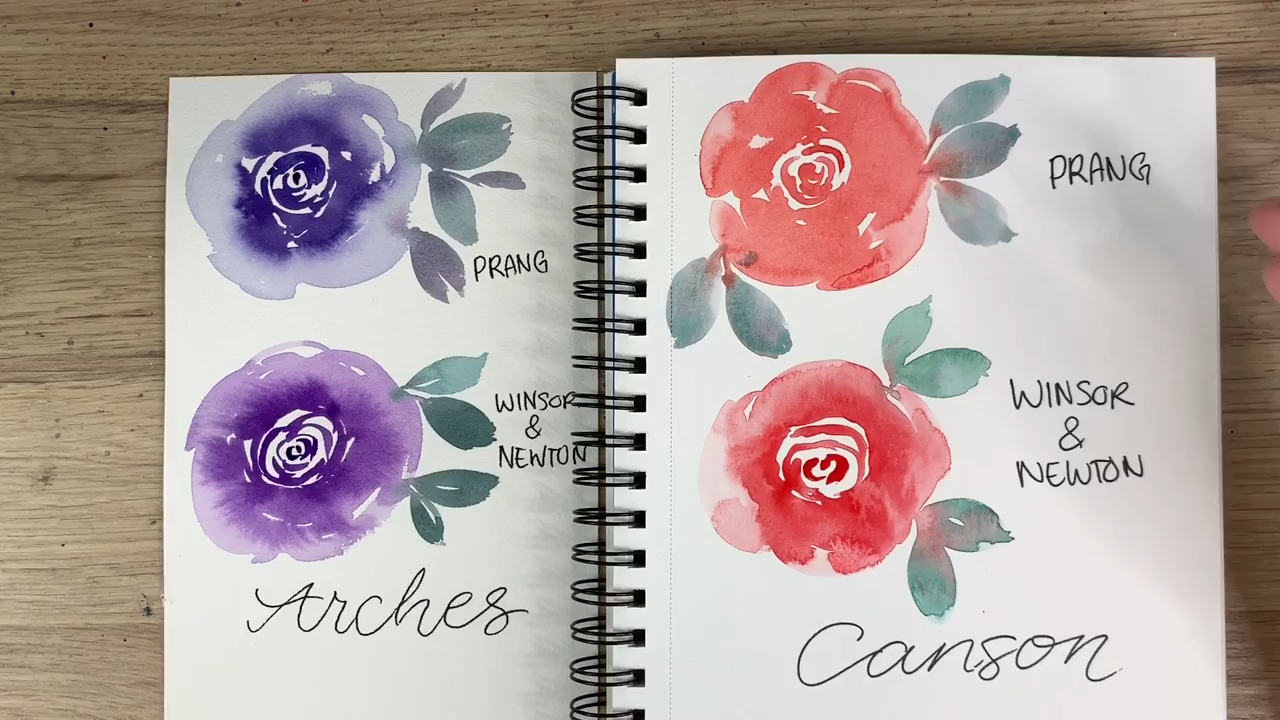 PRANG
WINSOR
&
NEWTON
Arches
PRANG
WINSOR
&
NEWTON
Canson